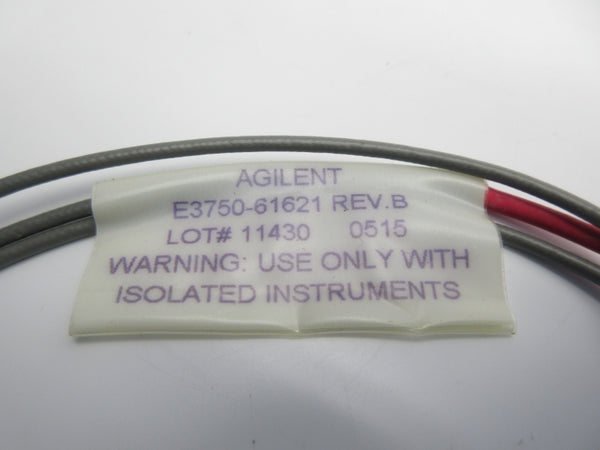 AGILENT
E3750-61621 REV.B
LOT# 11430 0515
WARNING: USE ONLY WITH
ISOLATED INSTRUMENTS